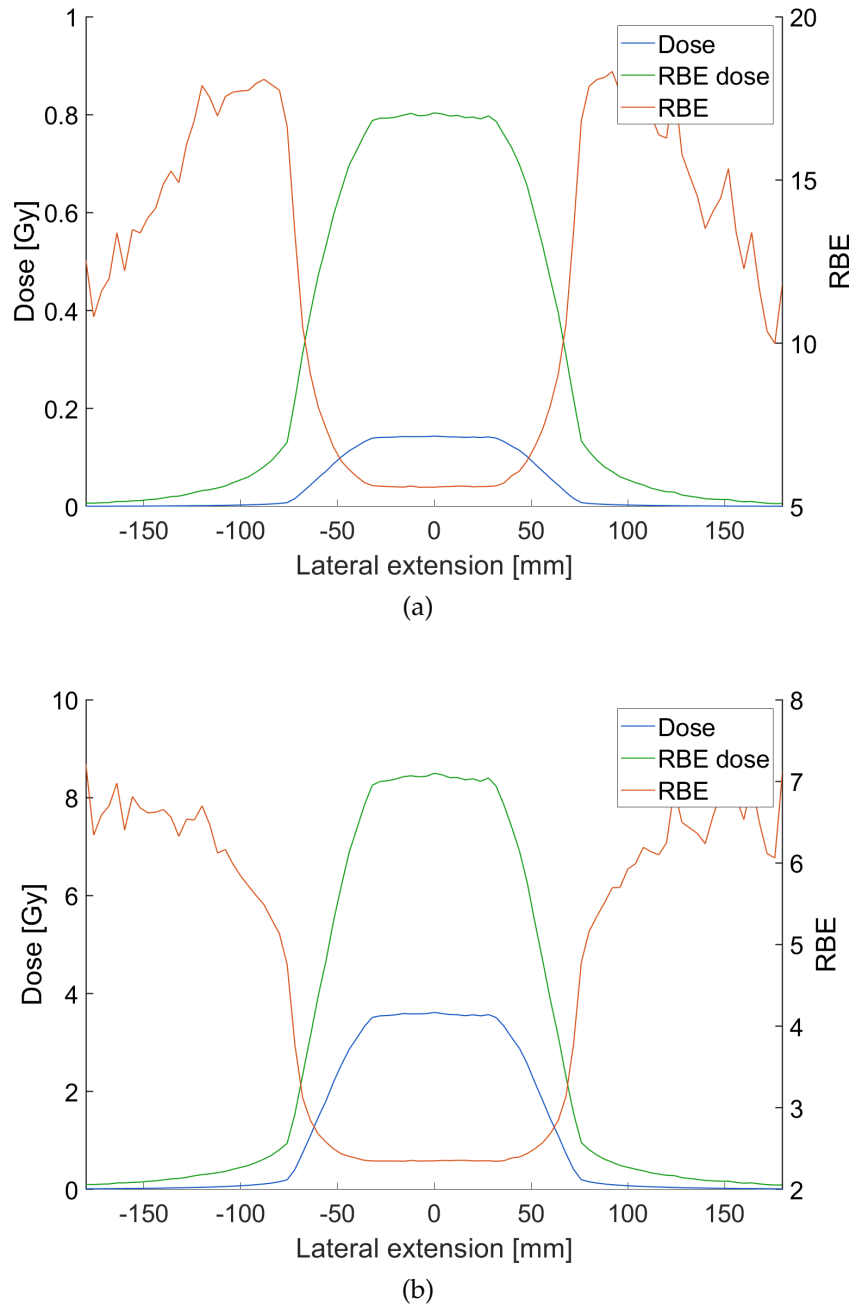 1
0.8
0.6
0.4
0.2
0
Dose [Gy]
20
15
10
5
RBE
Dose
RBE dose
RBE
-150 -100 -50 0 50 100 150
Lateral extension [mm]
(a)
10
8
6
4
2
0
Dose [Gy]
8
7
6
5
4
3
2
RBE
Dose
RBE dose
RBE
-150 -100 -50 0 50 100 150
Lateral extension [mm]
(b)